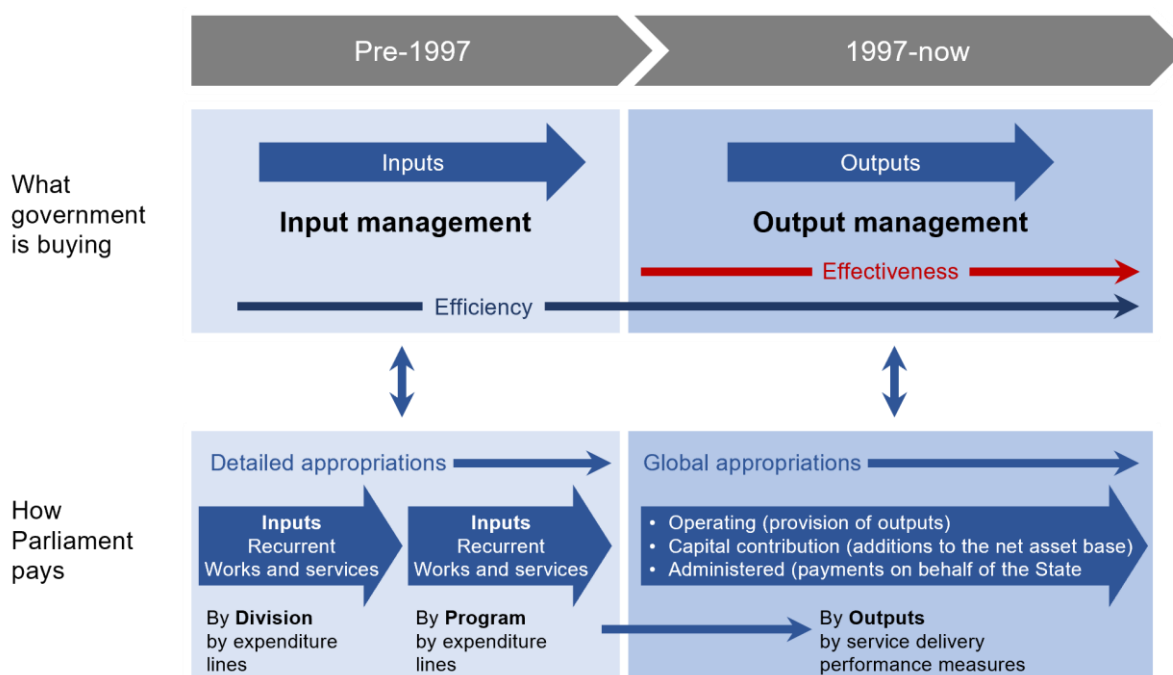 Pre-1997
1997-now
What
government
is buying
Inputs
Input management
Outputs
Output management
Effectiveness
Efficiency
How
Parliament
pays
Detailed appropriations
Inputs
Recurrent
Works and services
Inputs
Recurrent
Works and services
By Division
by expenditure
lines
By Program
by expenditure
lines
Global appropriations
• Operating (provision of outputs)
• Capital contribution (additions to the net asset base)
• Administered (payments on behalf of the State
By Outputs
by service delivery
performance measures